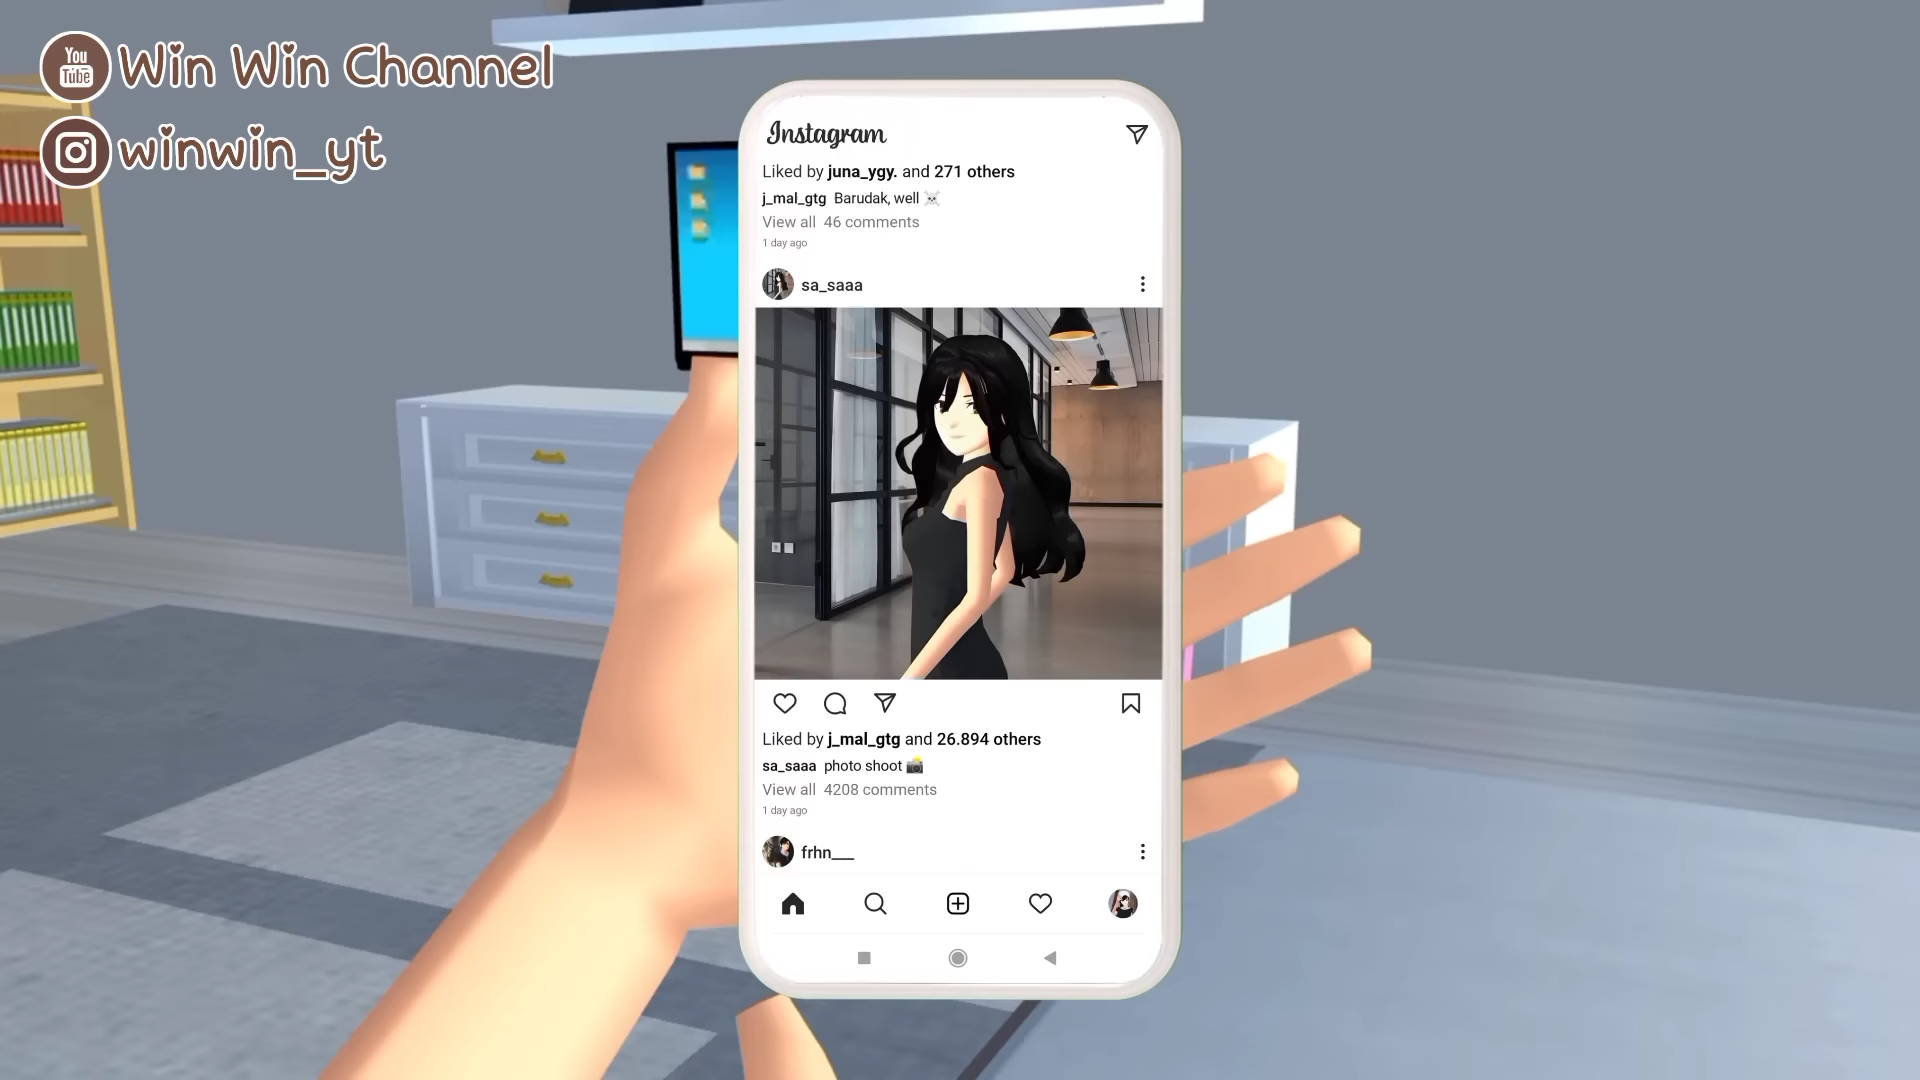 You
Tube
Win Win Channel
winwin_yt
Instagram
Liked by juna_ygy. and 271 others
j_mal_gtg Barudak, well ☠️
View all 46 comments
1 day ago
sa_saaa
Liked by j_mal_gtg and 26.894 others
sa_saaa photo shoot 📸
View all 4208 comments
1 day ago
frhn___